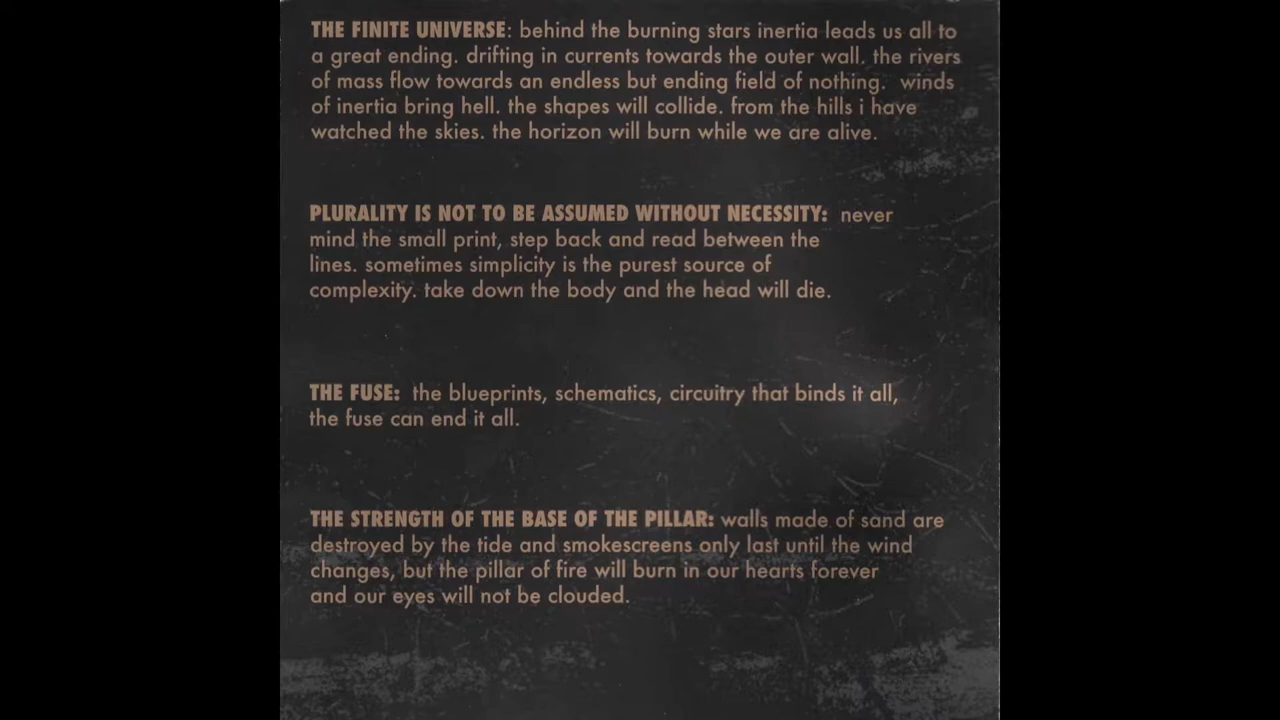 THE FINITE UNIVERSE: behind the burning stars inertia leads us all to
a great ending. drifting in currents towards the outer wall. the rivers
of mass flow towards an endless but ending field of nothing. winds
of inertia bring hell. the shapes will collide. from the hills i have
watched the skies. the horizon will burn while we are alive.
PLURALITY IS NOT TO BE ASSUMED WITHOUT NECESSITY: never
mind the small print, step back and read between the
lines. sometimes simplicity is the purest source of
complexity. take down the body and the head will die.
THE FUSE: the blueprints, schematics, circuitry that binds it all,
the fuse can end it all.
THE STRENGTH OF THE BASE OF THE PILLAR: walls made of sand are
destroyed by the tide and smokescreens only last until the wind
changes, but the pillar of fire will burn in our hearts forever
and our eyes will not be clouded.